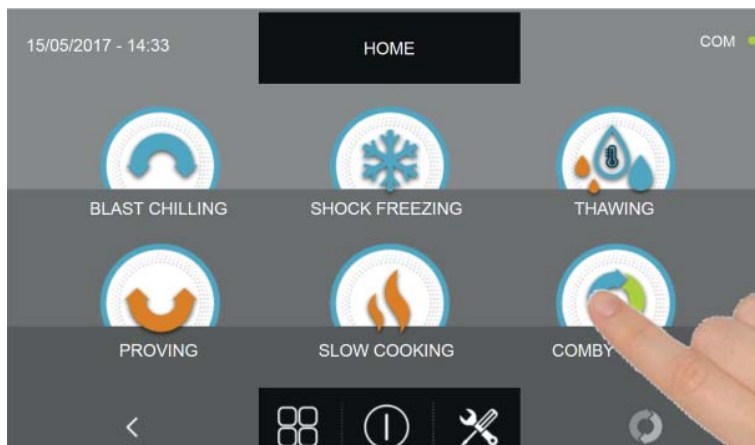 15/05/2017 - 14:33
HOME
COM
BLAST CHILLING
SHOCK FREEZING
THAWING
PROVING
SLOW COOKING
COMBY